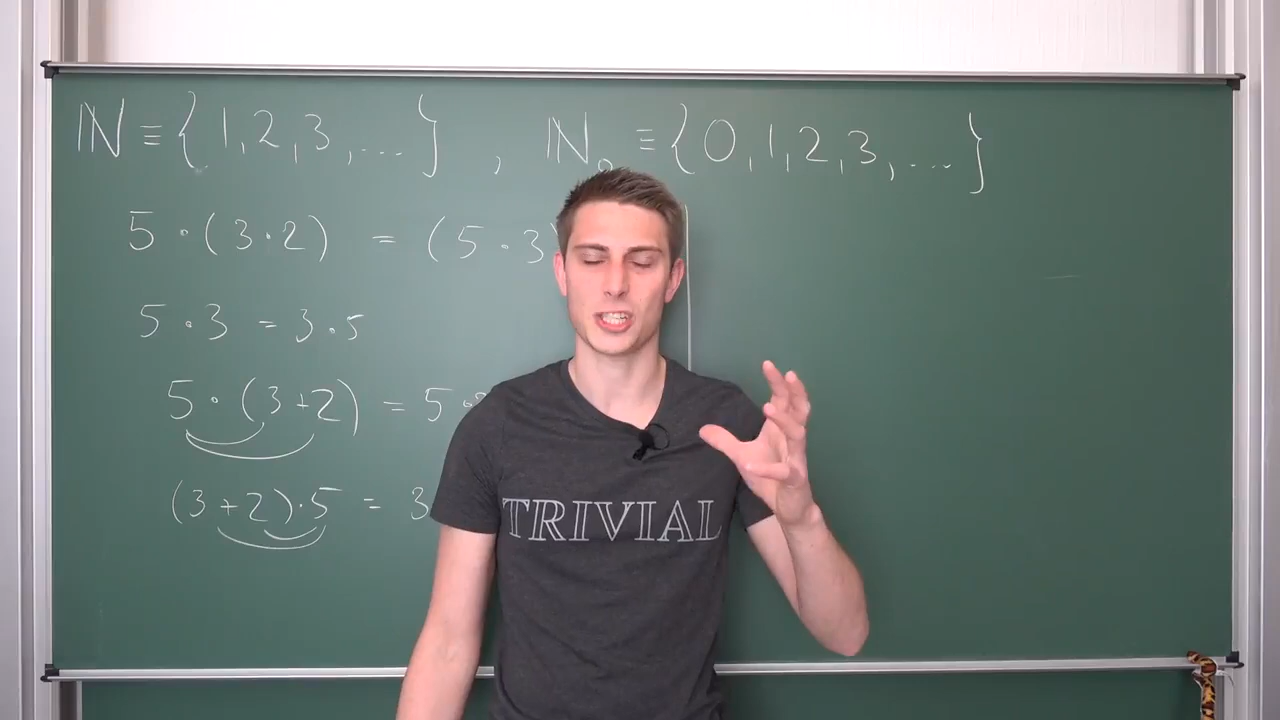 ℕ ≡ {1,2,3,...}, ℕ₀ ≡ {0,1,2,3,...}
5·(3·2) = (5·3)
5·3 = 3·5
5·(3+2) = 5·
(3+2)·5 = 3
TRIVIAL